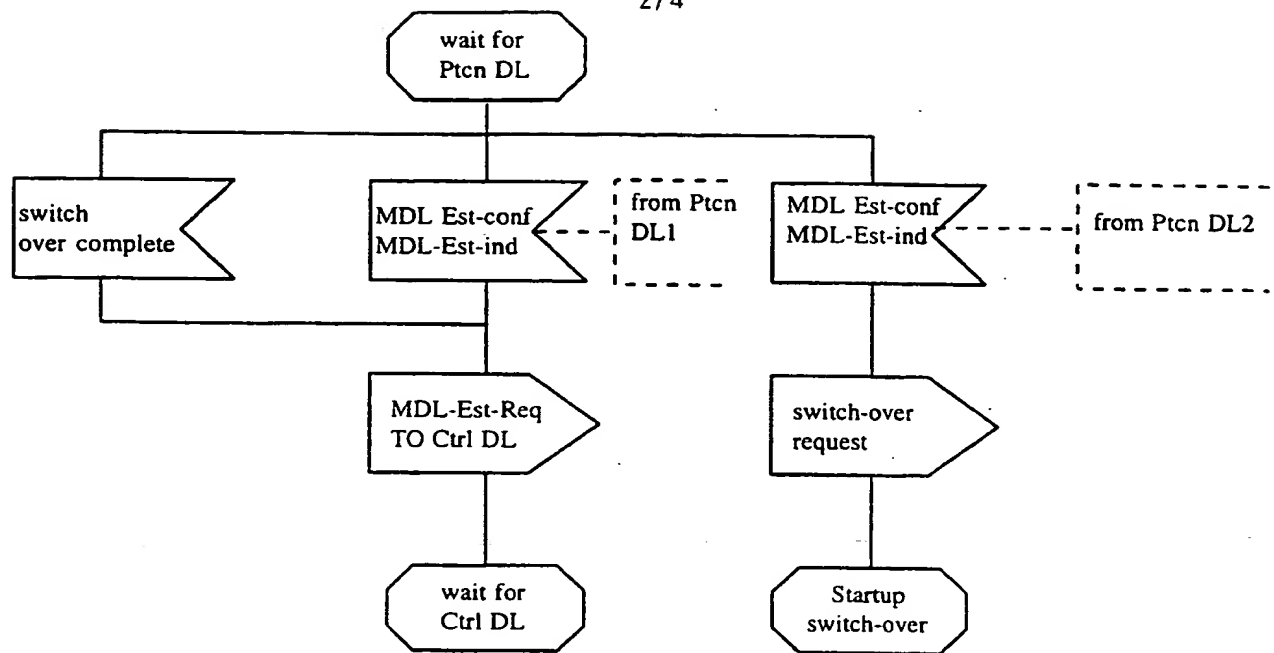 2/4
wait for
Ptcn DL
switch
over complete
MDL Est-conf
MDL-Est-ind
from Ptcn
DL1
MDL Est-conf
MDL-Est-ind
from Ptcn DL2
MDL-Est-Req
TO Ctrl DL
switch-over
request
wait for
Ctrl DL
Startup
switch-over